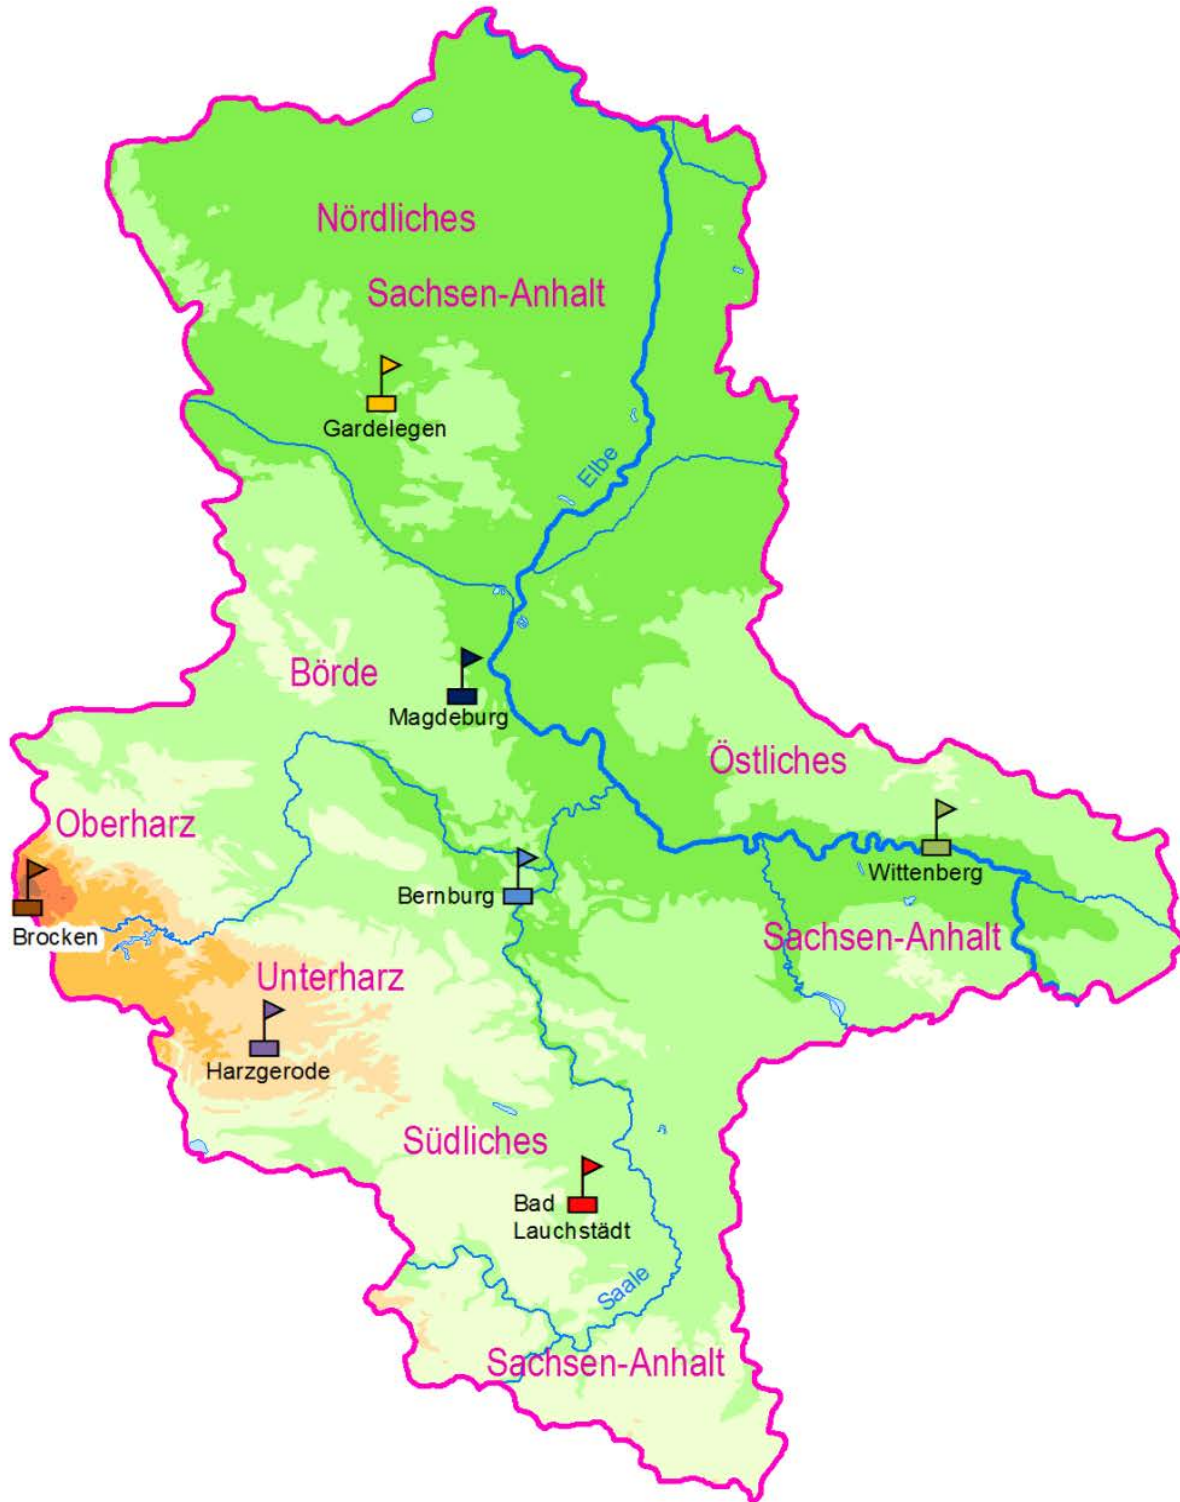 Nördliches
Sachsen-Anhalt
Gardelegen
Elbe
Börde
Magdeburg
Östliches
Oberharz
Wittenberg
Bernburg
Brocken
Sachsen-Anhalt
Unterharz
Harzgerode
Südliches
Bad
Lauchstädt
Saale
Sachsen-Anhalt